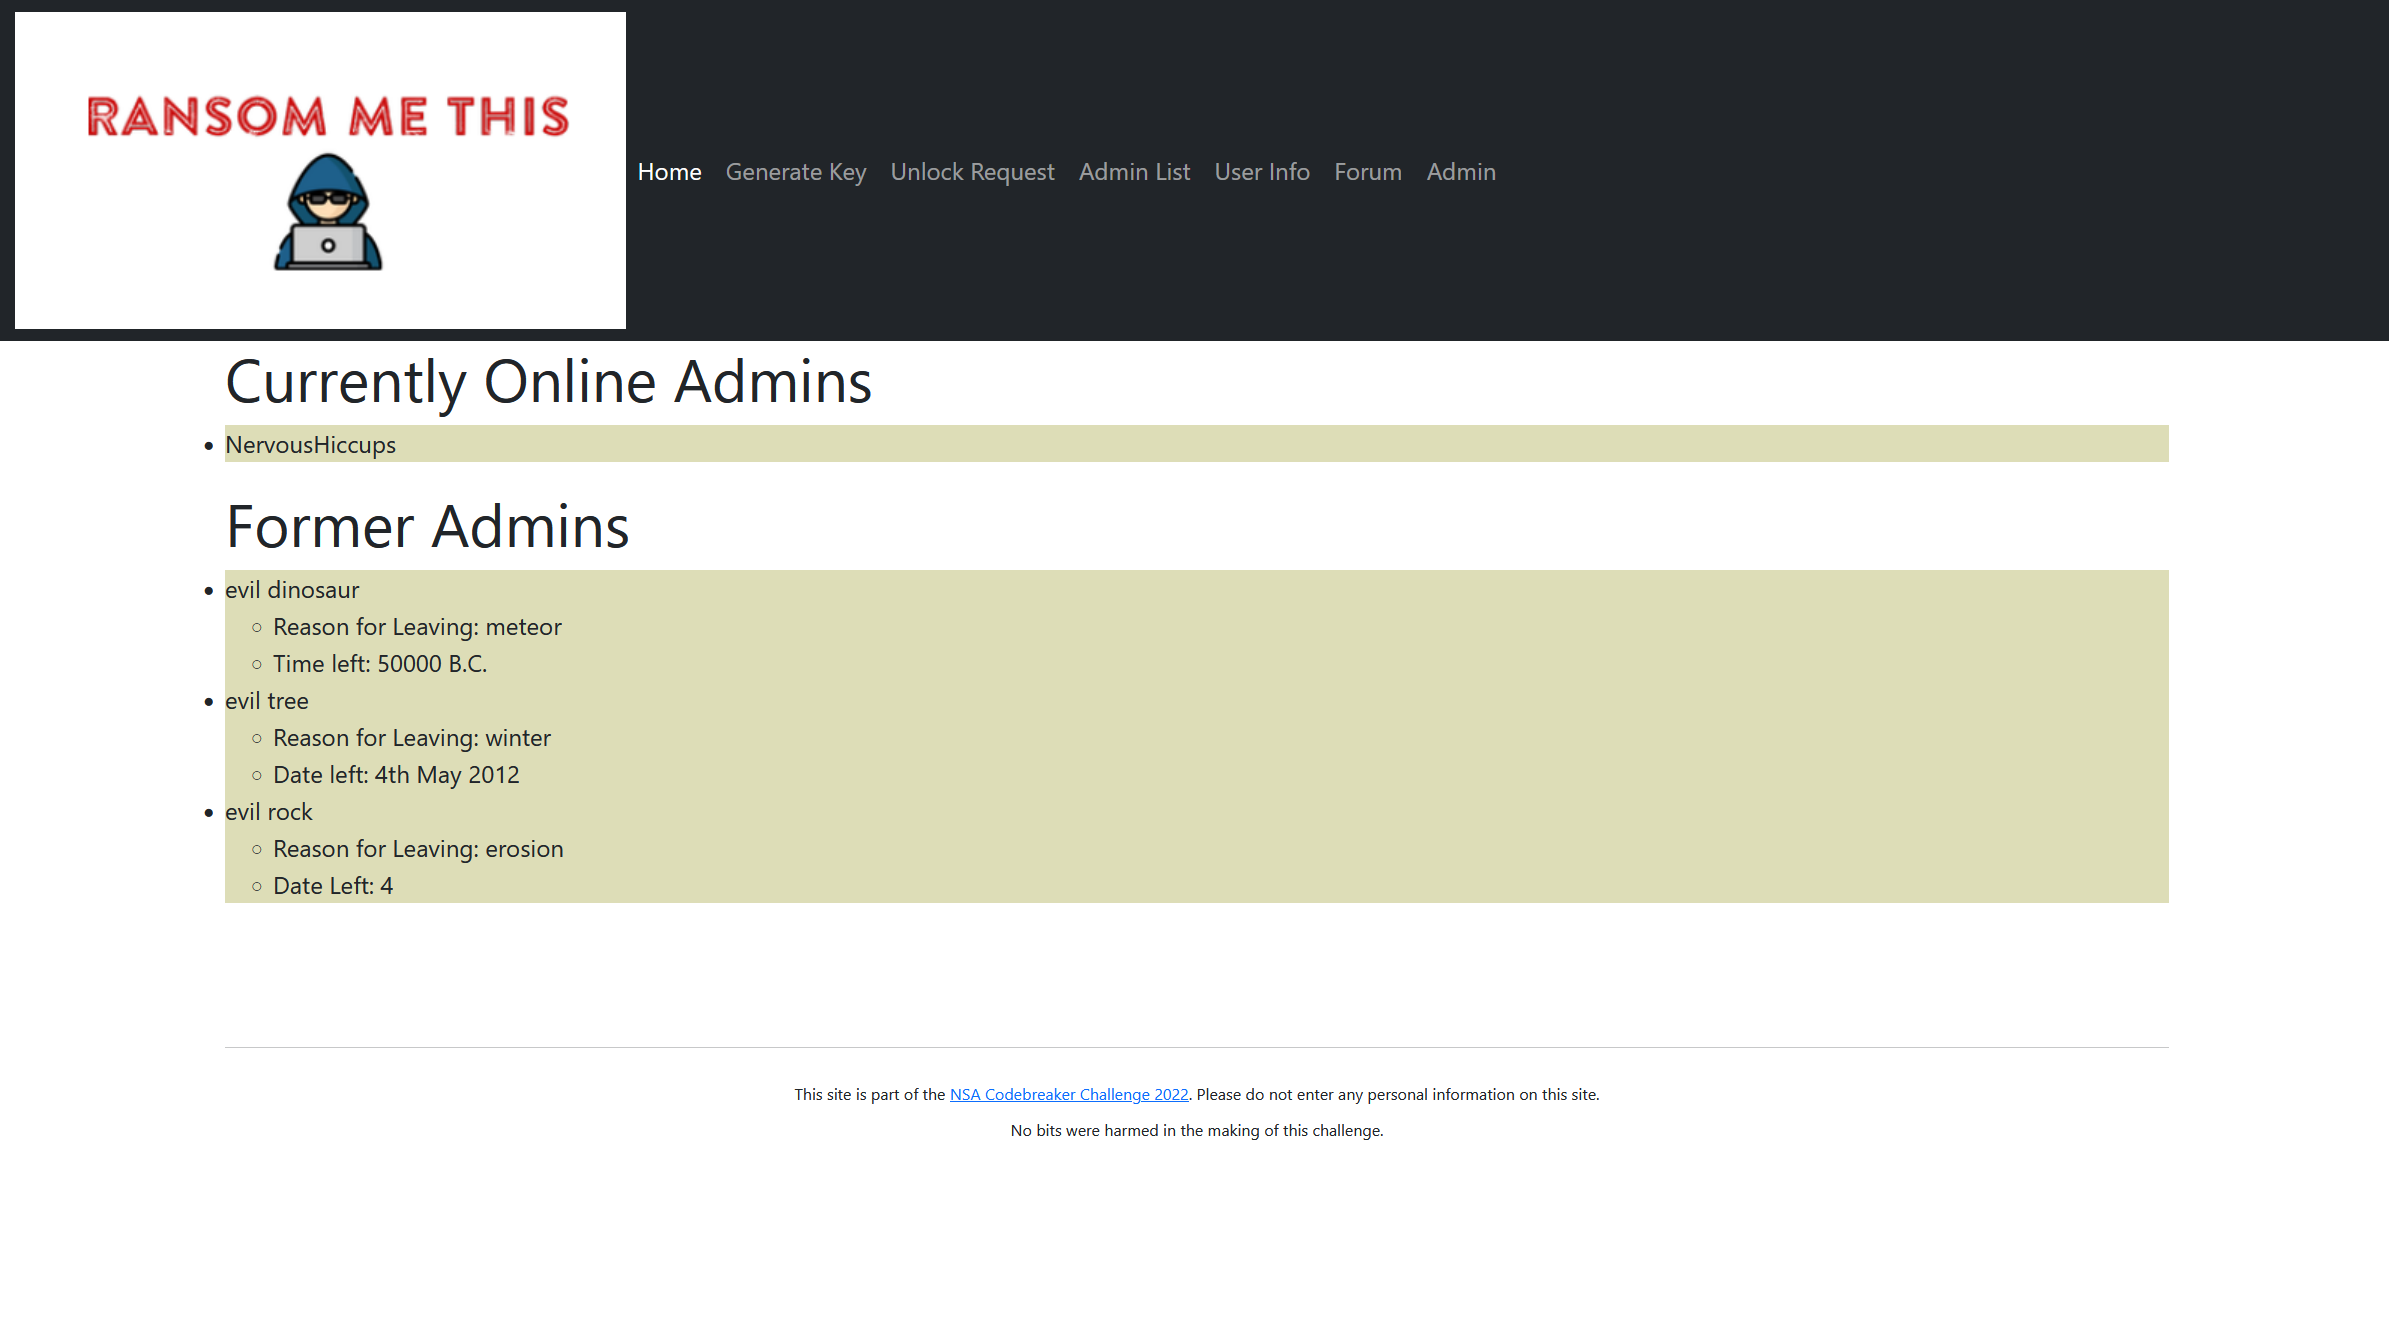 RANSOM ME THIS
Home Generate Key Unlock Request Admin List User Info Forum Admin
Currently Online Admins
NervousHiccups
Former Admins
evil dinosaur
Reason for Leaving: meteor
Time left: 50000 B.C.
evil tree
Reason for Leaving: winter
Date left: 4th May 2012
evil rock
Reason for Leaving: erosion
Date Left: 4
This site is part of the NSA Codebreaker Challenge 2022. Please do not enter any personal information on this site.
No bits were harmed in the making of this challenge.